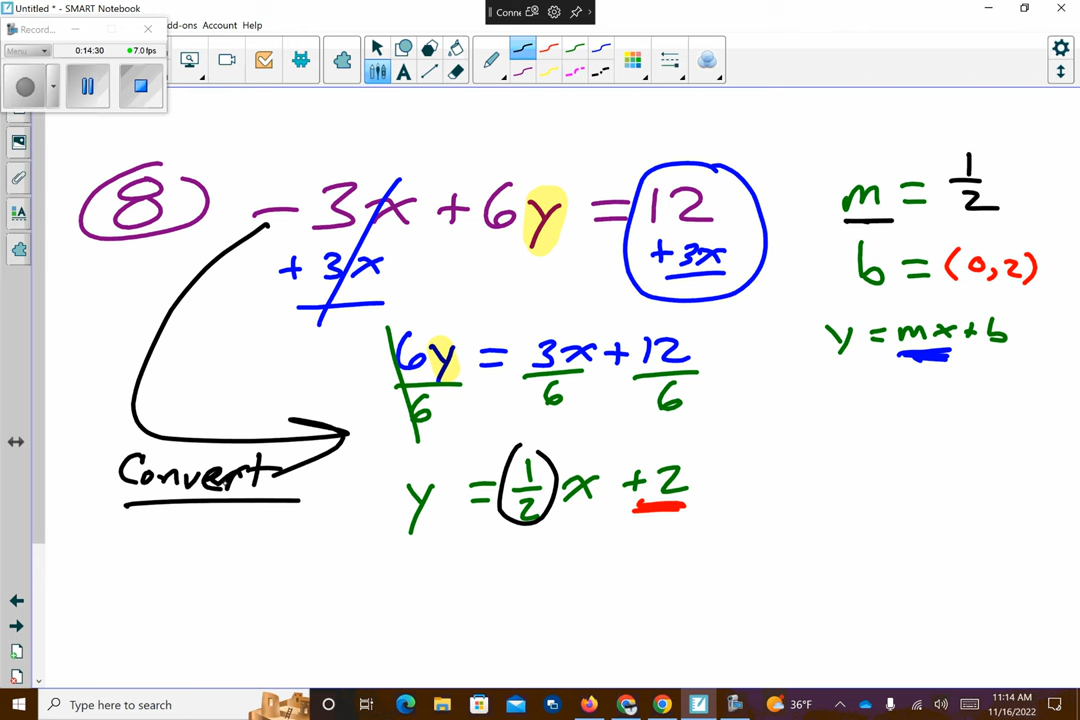 Untitled * - SMART Notebook
Conne
Record...
dd-ons Account Help
Menu
0:14:30
7.0 fps
A
A
8
-3x + 6y = 12
+ 3x
+ 3x
6y = 3x + 12
6 6 6
y = 1/2 x + 2
Convert
m = 1/2
b = (0,2)
y = mx + b
Type here to search
36°F
11:14 AM
11/16/2022